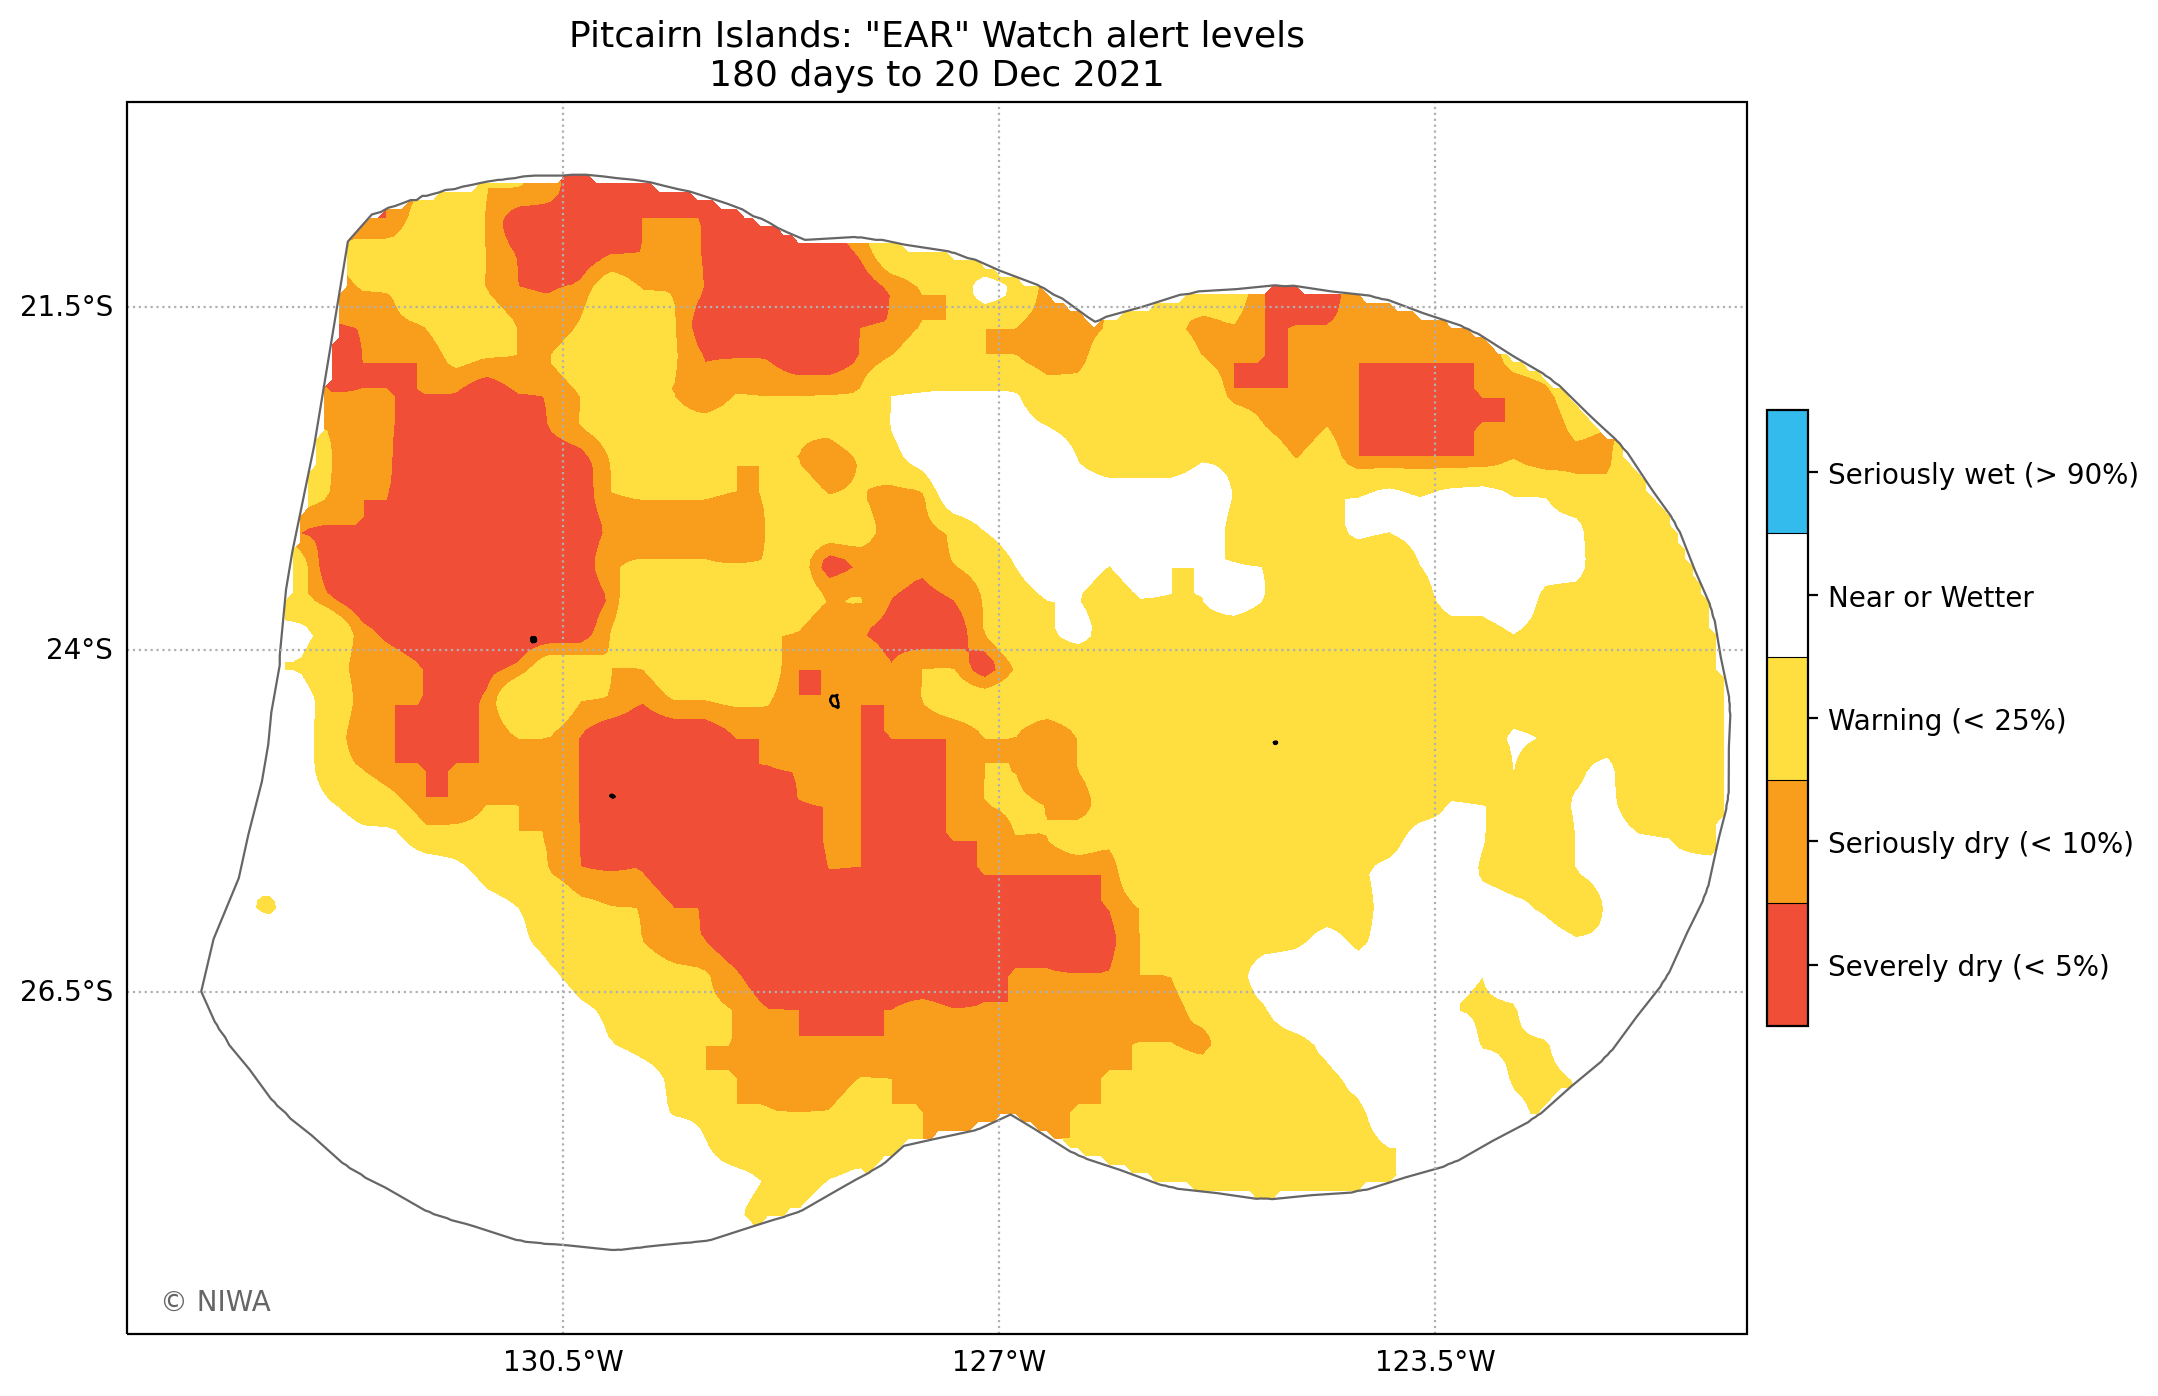 Pitcairn Islands: "EAR" Watch alert levels
180 days to 20 Dec 2021
21.5°S
24°S
26.5°S
130.5°W
127°W
123.5°W
Seriously wet (> 90%)
Near or Wetter
Warning (< 25%)
Seriously dry (< 10%)
Severely dry (< 5%)
© NIWA